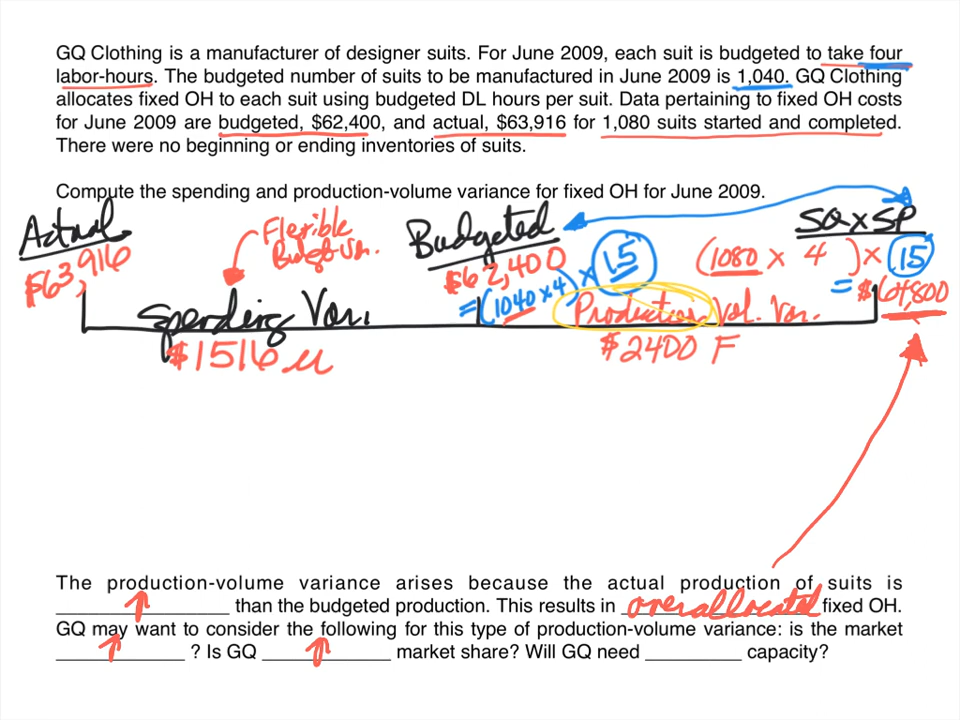 GQ Clothing is a manufacturer of designer suits. For June 2009, each suit is budgeted to take four
labor-hours. The budgeted number of suits to be manufactured in June 2009 is 1,040. GQ Clothing
allocates fixed OH to each suit using budgeted DL hours per suit. Data pertaining to fixed OH costs
for June 2009 are budgeted, $62,400, and actual, $63,916 for 1,080 suits started and completed.
There were no beginning or ending inventories of suits.
Compute the spending and production-volume variance for fixed OH for June 2009.
Actual Flexible Budget Var. Budgeted SQ x SP
$63,916 $62,400 (1080 x 4 ) x 15
= (1040 x 4) x 15 = $64,800
Spending Var. Production Vol. Var.
$1516 u $2400 F
The production-volume variance arises because the actual production of suits is
____________ ↑ ____________ than the budgeted production. This results in overallocated fixed OH.
GQ may want to consider the following for this type of production-volume variance: is the market
____ ↑ ____ ? Is GQ ____ ↑ ____ market share? Will GQ need _________ capacity?